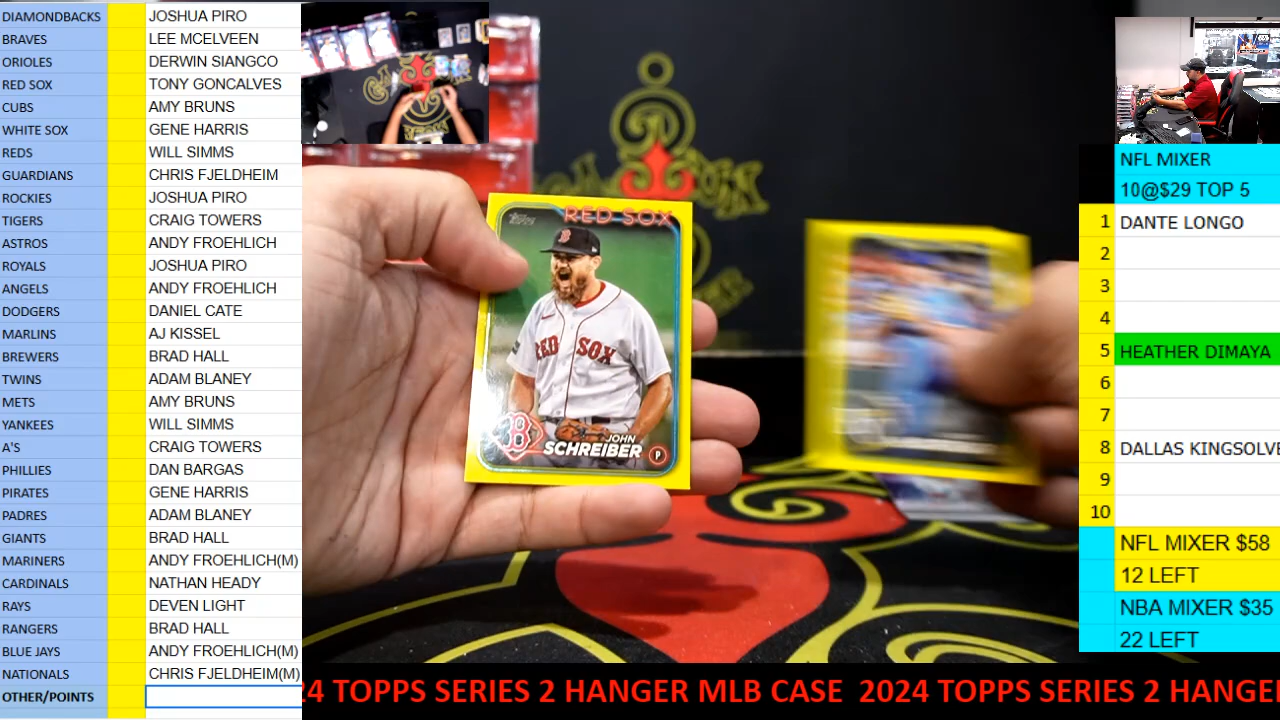 DIAMONDBACKS JOSHUA PIRO
BRAVES LEE MCELVEEN
ORIOLES DERWIN SIANGCO
RED SOX TONY GONCALVES
CUBS AMY BRUNS
WHITE SOX GENE HARRIS
REDS WILL SIMMS
GUARDIANS CHRIS FJELDHEIM
ROCKIES JOSHUA PIRO
TIGERS CRAIG TOWERS
ASTROS ANDY FROEHLICH
ROYALS JOSHUA PIRO
ANGELS ANDY FROEHLICH
DODGERS DANIEL CATE
MARLINS AJ KISSEL
BREWERS BRAD HALL
TWINS ADAM BLANEY
METS AMY BRUNS
YANKEES WILL SIMMS
A'S CRAIG TOWERS
PHILLIES DAN BARGAS
PIRATES GENE HARRIS
PADRES ADAM BLANEY
GIANTS BRAD HALL
MARINERS ANDY FROEHLICH(M)
CARDINALS NATHAN HEADY
RAYS DEVEN LIGHT
RANGERS BRAD HALL
BLUE JAYS ANDY FROEHLICH(M)
NATIONALS CHRIS FJELDHEIM(M)
OTHER/POINTS
topps
RED SOX
RED SOX
B
JOHN
SCHREIBER P
NFL MIXER
10@$29 TOP 5
1 DANTE LONGO
2
3
4
5 HEATHER DIMAYA
6
7
8 DALLAS KINGSOLVE
9
10
NFL MIXER $58
12 LEFT
NBA MIXER $35
22 LEFT
24 TOPPS SERIES 2 HANGER MLB CASE 2024 TOPPS SERIES 2 HANGE